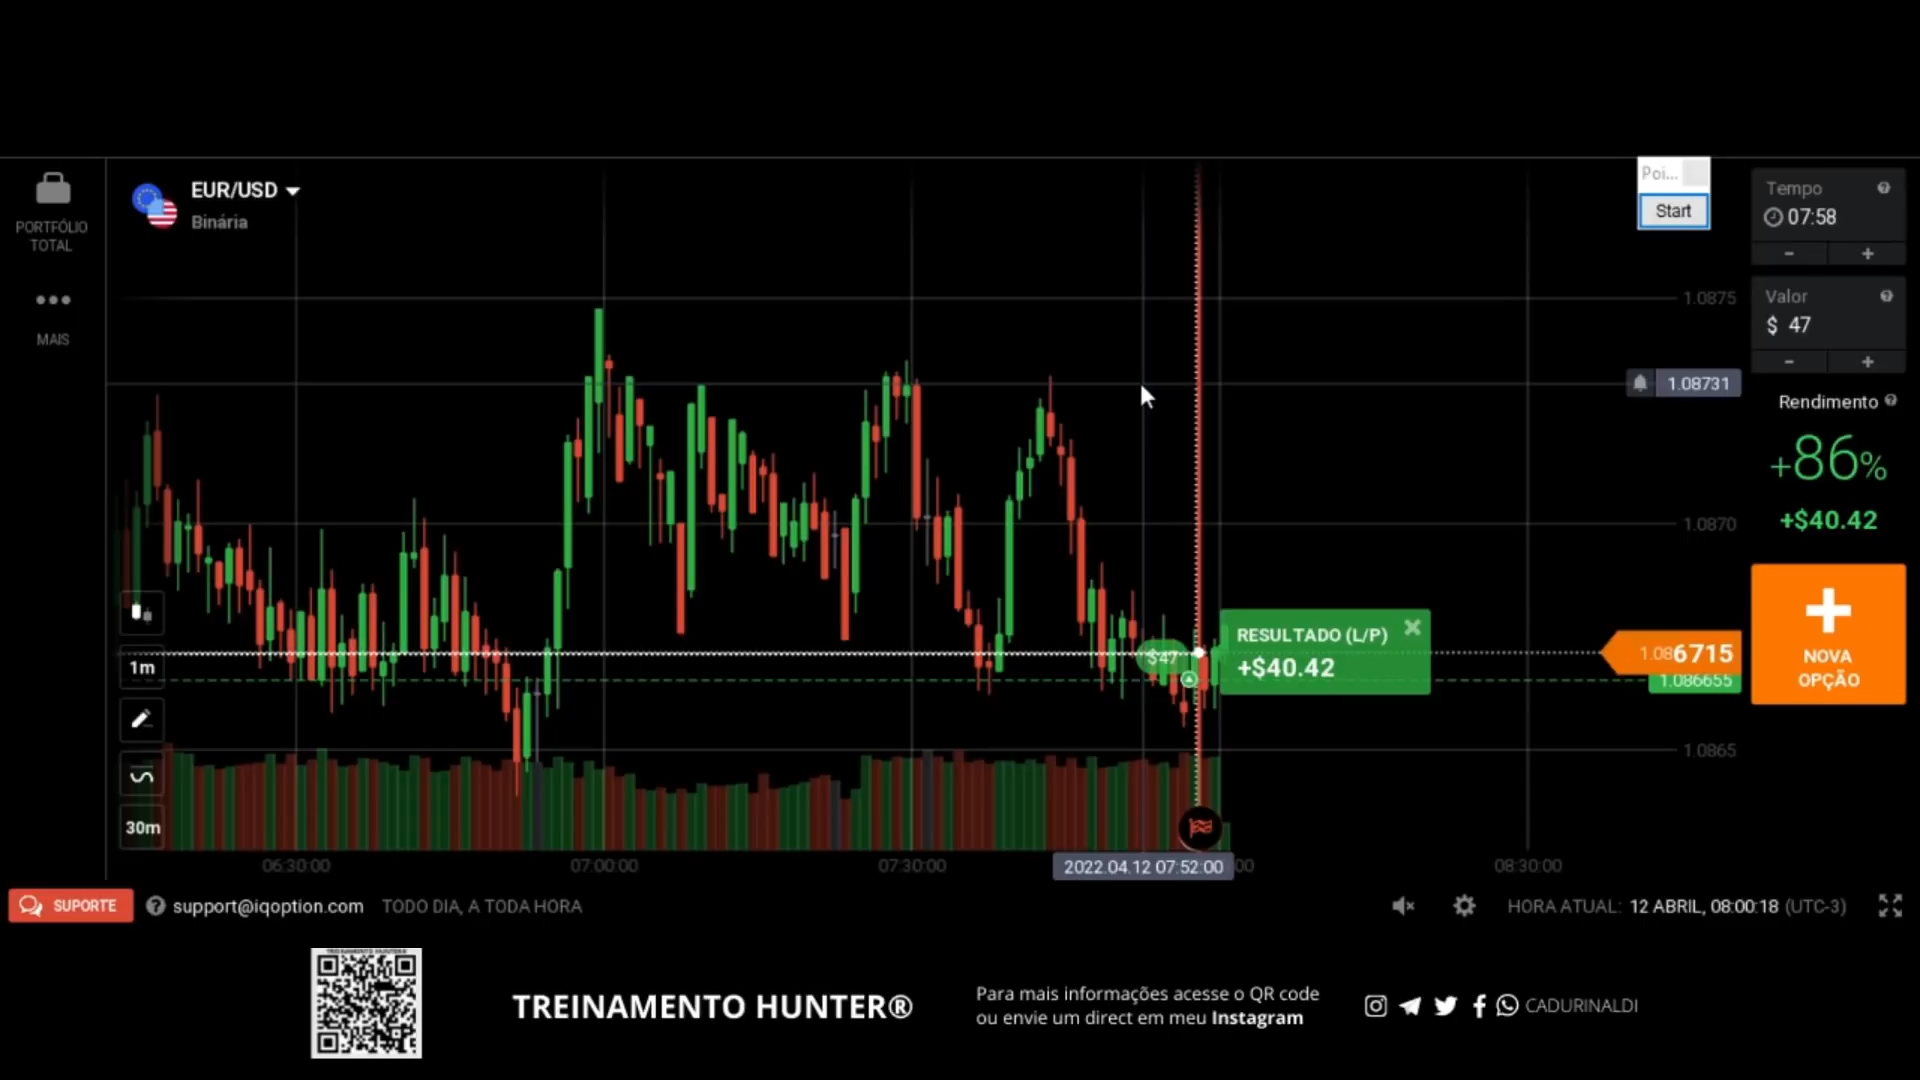 PORTFÓLIO
TOTAL
MAIS
EUR/USD
Binária
Poi...
Start
Tempo
07:58
- +
Valor
$ 47
- +
Rendimento
+86%
+$40.42
+
NOVA
OPÇÃO
1.0875
1.08731
1.0870
1.086715
1.086655
1.0865
$47
RESULTADO (L/P)
+$40.42
1m
30m
06:30:00
07:00:00
07:30:00
2022.04.12 07:52:00
00
08:30:00
SUPORTE
support@iqoption.com
TODO DIA, A TODA HORA
HORA ATUAL: 12 ABRIL, 08:00:18 (UTC-3)
TREINAMENTO HUNTER®
Para mais informações acesse o QR code
ou envie um direct em meu Instagram
CADURINALDI